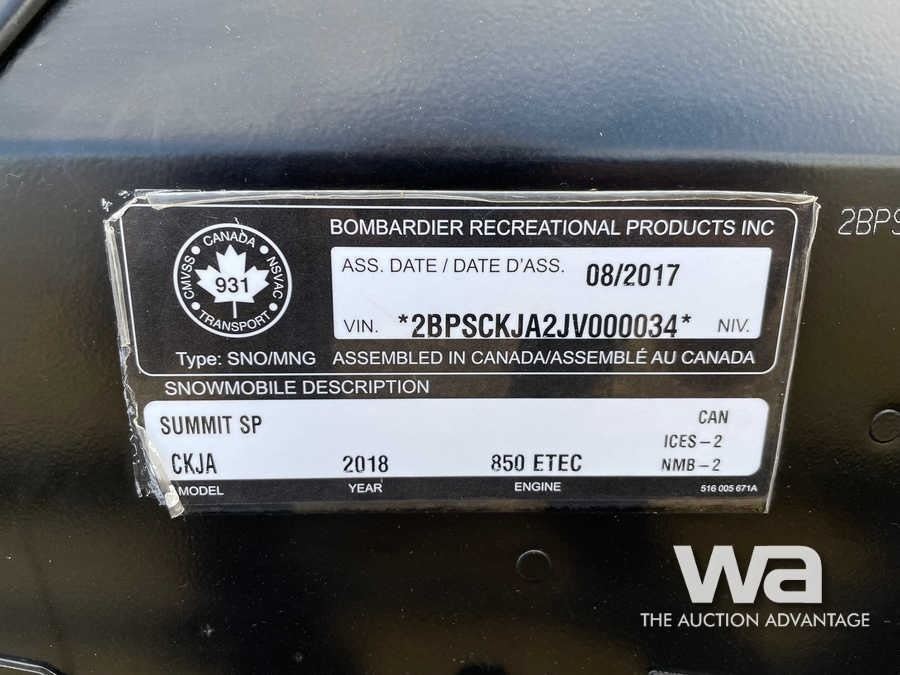 BOMBARDIER RECREATIONAL PRODUCTS INC
CANADA
CMVSS
NSVAC
931
TRANSPORT
ASS. DATE / DATE D'ASS. 08/2017
VIN. *2BPSCKJA2JV000034* NIV.
Type: SNO/MNG ASSEMBLED IN CANADA/ASSEMBLÉ AU CANADA
SNOWMOBILE DESCRIPTION
SUMMIT SP CAN
ICES-2
CKJA 2018 850 ETEC NMB-2
MODEL YEAR ENGINE 516 005 671A
2BPS
wa
THE AUCTION ADVANTAGE